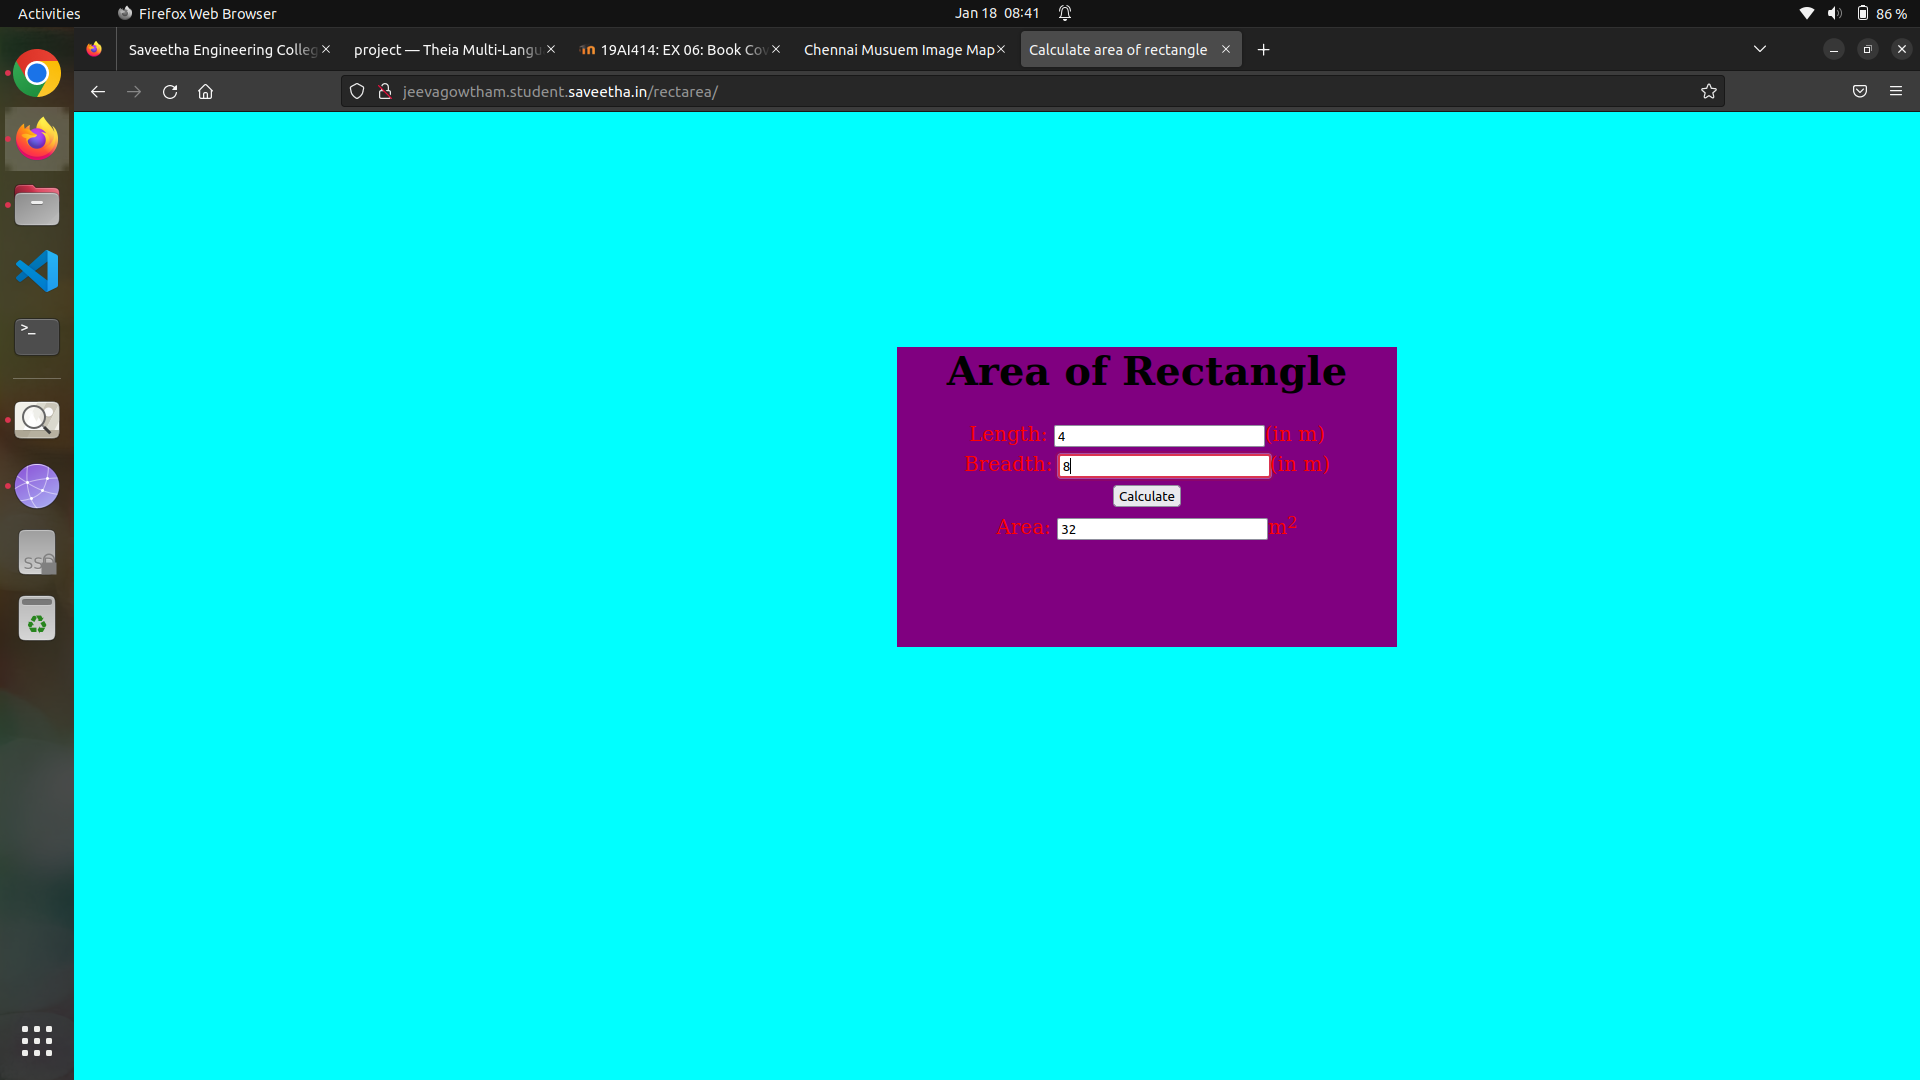 Activities Firefox Web Browser Jan 18 08:41 86 %
Saveetha Engineering Colleg project — Theia Multi-Langu 19AI414: EX 06: Book Cov Chennai Musuem Image Map Calculate area of rectangle
jeevagowtham.student.saveetha.in/rectarea/
>_
SSD
Area of Rectangle
Length: 4 (in m)
Breadth: 8 (in m)
Calculate
Area: 32 m²